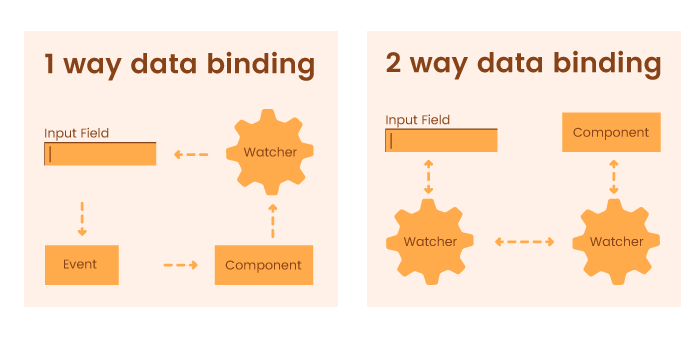 1 way data binding
Input Field
Watcher
Event
Component
2 way data binding
Input Field
Component
Watcher
Watcher